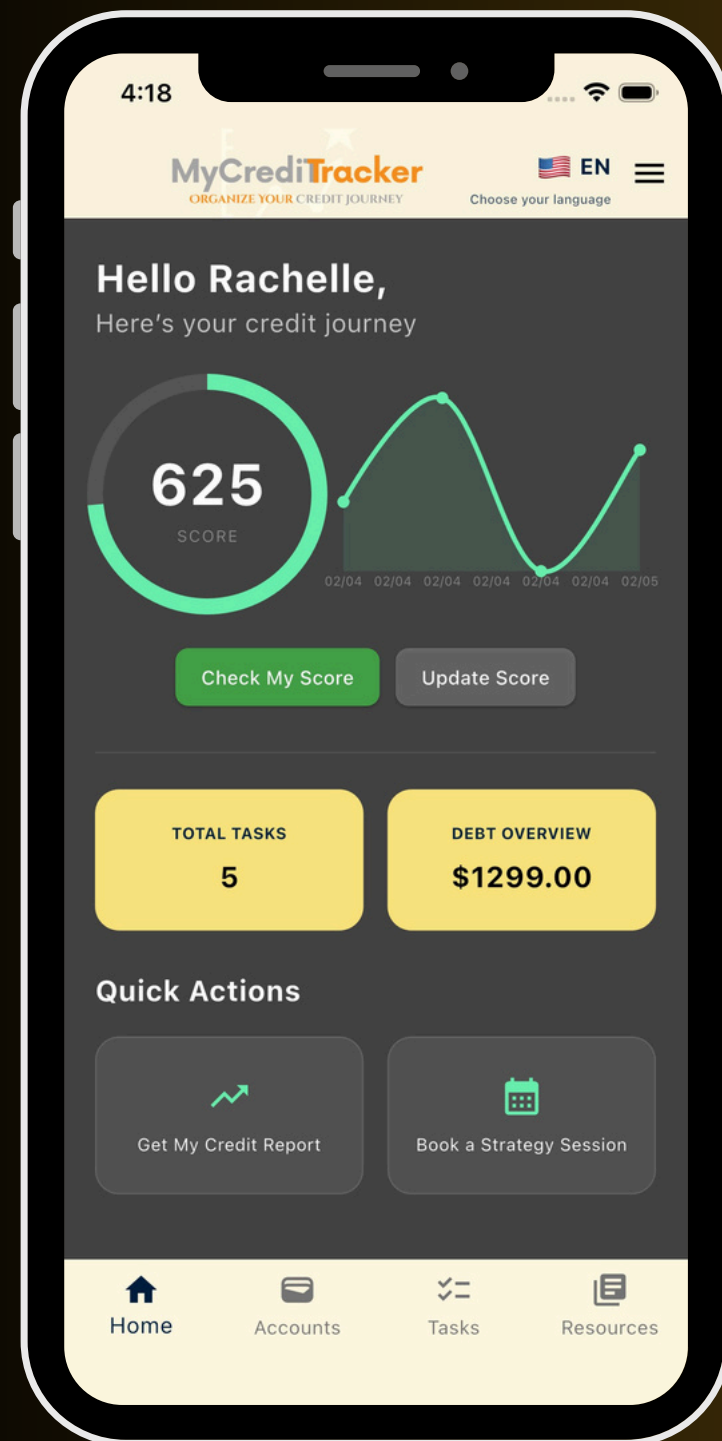 4:18
MyCrediTracker
ORGANIZE YOUR CREDIT JOURNEY
EN
Choose your language
Hello Rachelle,
Here's your credit journey
625
SCORE
02/04 02/04 02/04 02/04 02/04 02/04 02/05
Check My Score
Update Score
TOTAL TASKS
5
DEBT OVERVIEW
$1299.00
Quick Actions
Get My Credit Report
Book a Strategy Session
Home
Accounts
Tasks
Resources